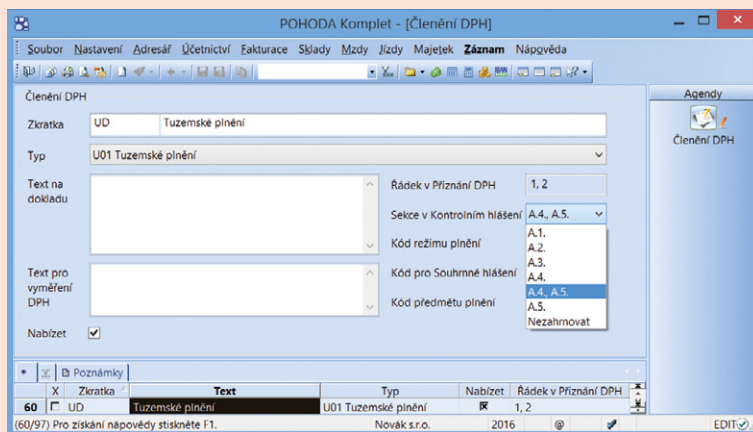 POHODA Komplet - [Členění DPH]
Soubor Nastavení Adresář Účetnictví Fakturace Sklady Mzdy Jízdy Majetek Záznam Nápověda
Členění DPH
Agendy
Členění DPH
Zkratka UD Tuzemské plnění
Typ U01 Tuzemské plnění
Text na dokladu
Řádek v Přiznání DPH 1, 2
Sekce v Kontrolním hlášení A.4., A.5.
A.1.
A.2.
A.3.
A.4.
A.4., A.5.
A.5.
Nezahrnovat
Kód režimu plnění
Text pro vyměření DPH
Kód pro Souhrnné hlášení
Kód předmětu plnění
Nabízet
* Poznámky
X Zkratka Text Typ Nabízet Řádek v Přiznání DPH
60 UD Tuzemské plnění U01 Tuzemské plnění 1, 2
(60/97) Pro získání nápovědy stiskněte F1. Novák s.r.o. 2016 @ EDIT